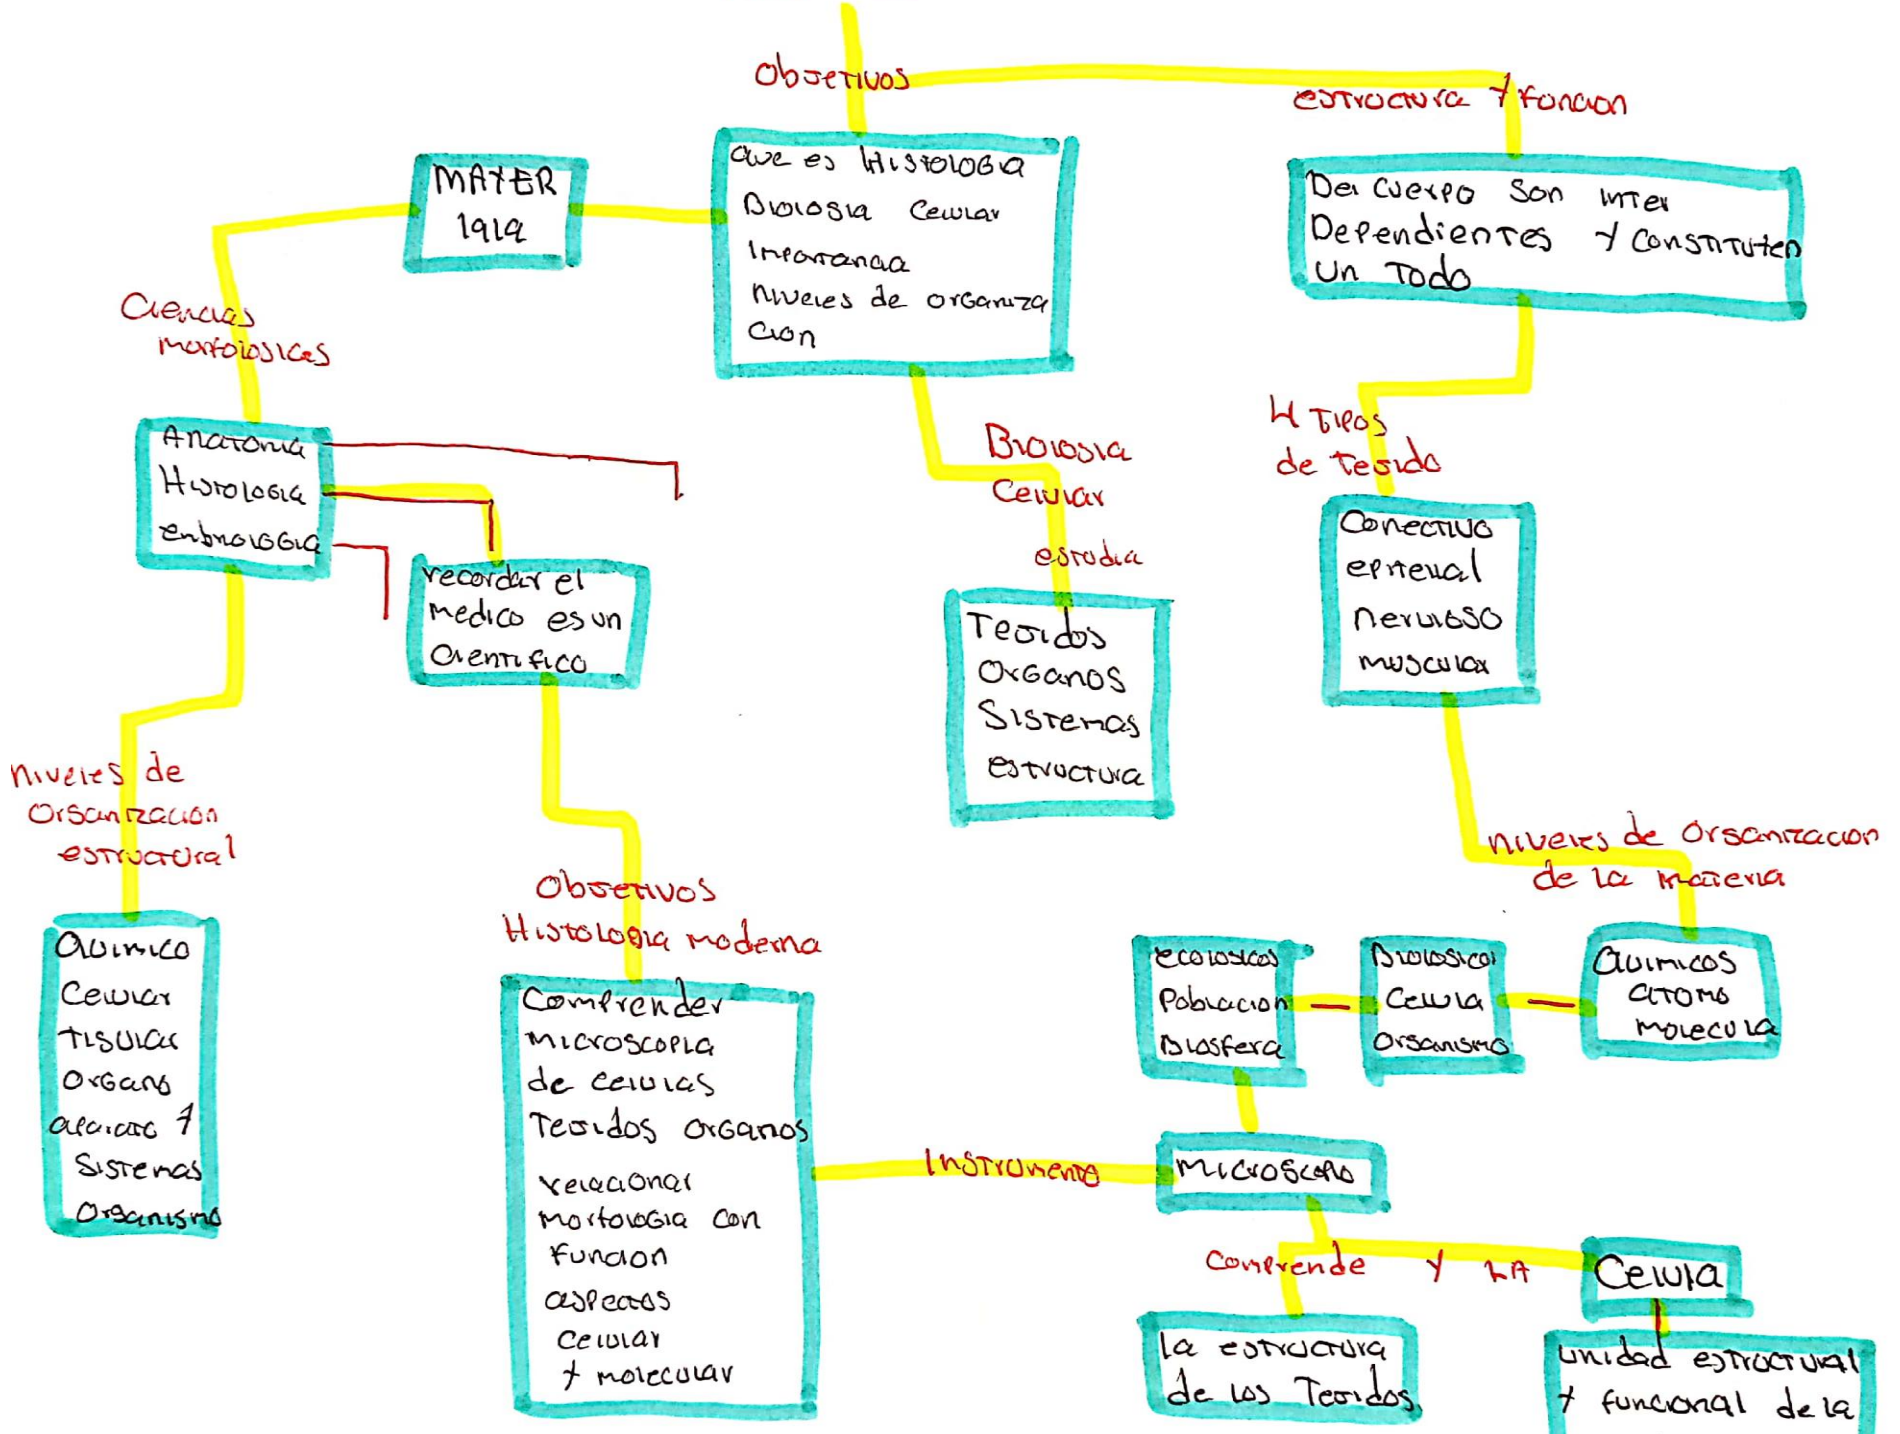 Objetivos
estructura y funcion
MAYER
1919
que es Histologia
Biologia Celular
Importancia
niveles de organiza
cion
Del cuerpo son inter
Dependientes y constituyen
un Todo
Ciencias
morfologicas
Anatomia
Histologia
enbriologia
recordar el
medico es un
cientifico
Biologia
Celular
estudia
Tejidos
Organos
Sistemas
estructura
4 Tipos
de Tejido
Conectivo
epitelial
nervioso
muscular
niveles de
Organizacion
estructural
Quimico
Celular
Tisular
Organo
aparato y
Sistemas
Organismo
Objetivos
Histologia moderna
Comprender
microscopia
de celulas
Tejidos organos
relacionar
morfologia con
funcion
aspectos
celular
y molecular
niveles de Organizacion
de la materia
Quimicos
atomo
molecula
Biologico
celula
organismo
ecologicos
Poblacion
Biosfera
Instrumento
microscopio
Comprende y LA
la estructura
de los Tejidos
Celula
unidad estructural
y funcional de la